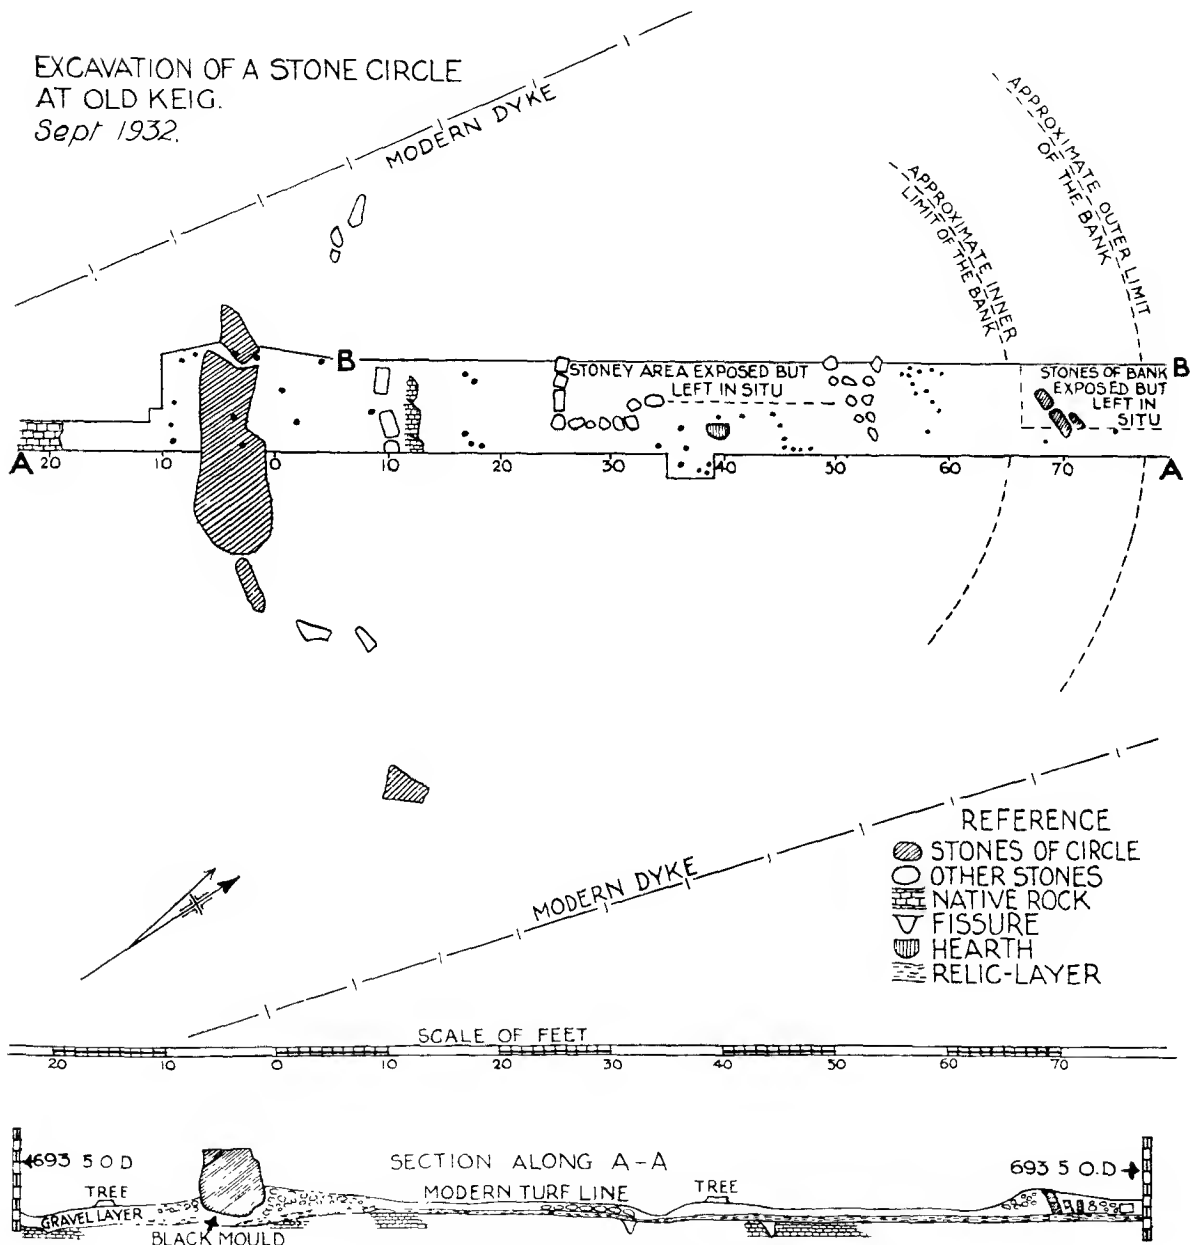 EXCAVATION OF A STONE CIRCLE
AT OLD KEIG.
Sept 1932.
MODERN DYKE
APPROXIMATE OUTER LIMIT
OF THE BANK
APPROXIMATE INNER
LIMIT OF THE BANK
B
STONEY AREA EXPOSED BUT
LEFT IN SITU
STONES OF BANK
EXPOSED BUT
LEFT IN
SITU
B
A
20 10 0 10 20 30 40 50 60 70
A
MODERN DYKE
REFERENCE
STONES OF CIRCLE
OTHER STONES
NATIVE ROCK
FISSURE
HEARTH
RELIC-LAYER
SCALE OF FEET
20 10 0 10 20 30 40 50 60 70
693 5 O D
SECTION ALONG A-A
693 5 O.D
TREE
MODERN TURF LINE
TREE
GRAVEL LAYER
BLACK MOULD